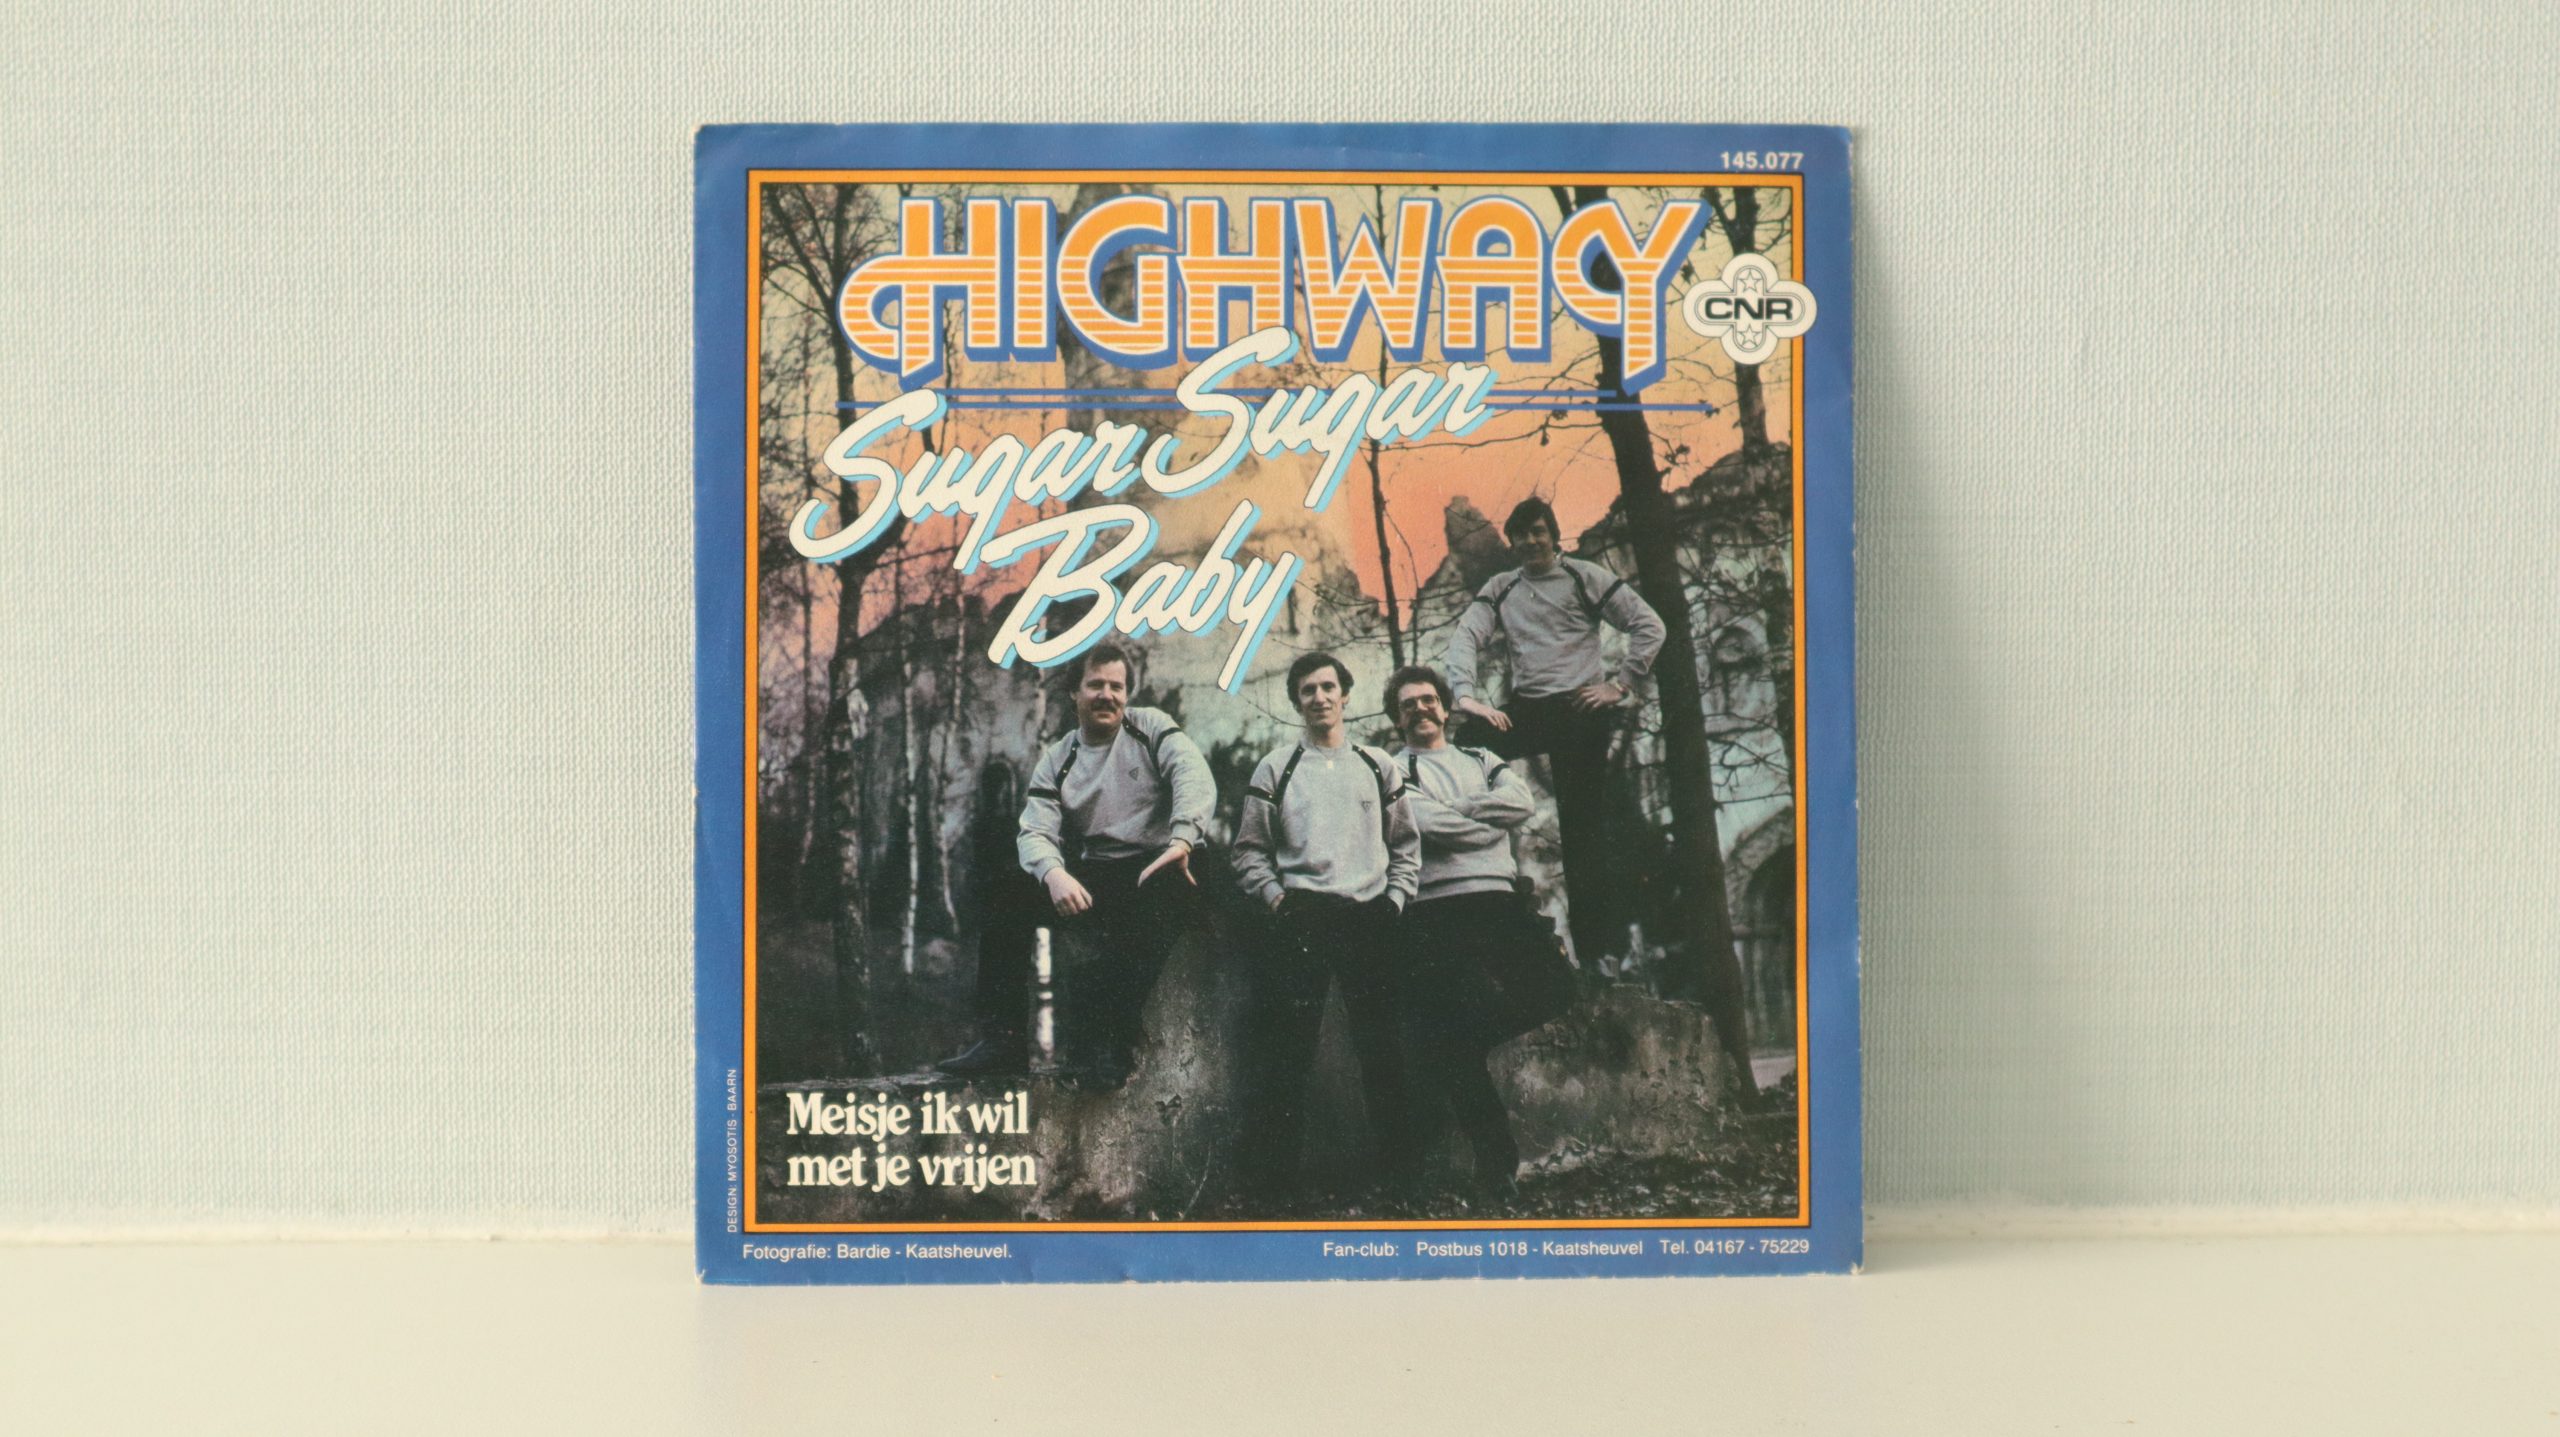 145.077
HIGHWAY
CNR
Sugar Sugar
Baby
Meisje ik wil
met je vrijen
DESIGN: MYOSOTIS - BAARN
Fotografie: Bardie - Kaatsheuvel.
Fan-club: Postbus 1018 - Kaatsheuvel Tel. 04167 - 75229